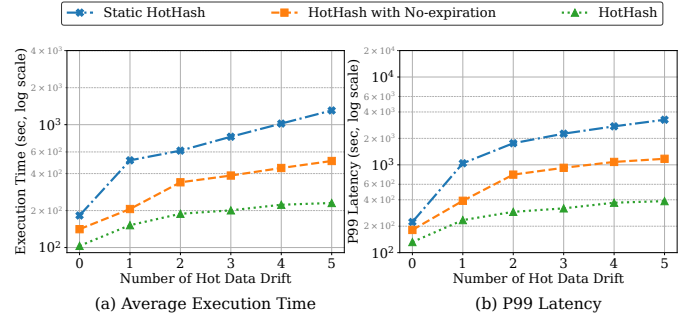 Static HotHash HotHash with No-expiration HotHash
Execution Time (sec, log scale)
4 × 10³
2 × 10³
10³
6 × 10²
4 × 10²
2 × 10²
10²
0 1 2 3 4 5
Number of Hot Data Drift
(a) Average Execution Time
P99 Latency (sec, log scale)
2 × 10⁴
10⁴
6 × 10³
4 × 10³
2 × 10³
10³
6 × 10²
4 × 10²
2 × 10²
10²
0 1 2 3 4 5
Number of Hot Data Drift
(b) P99 Latency